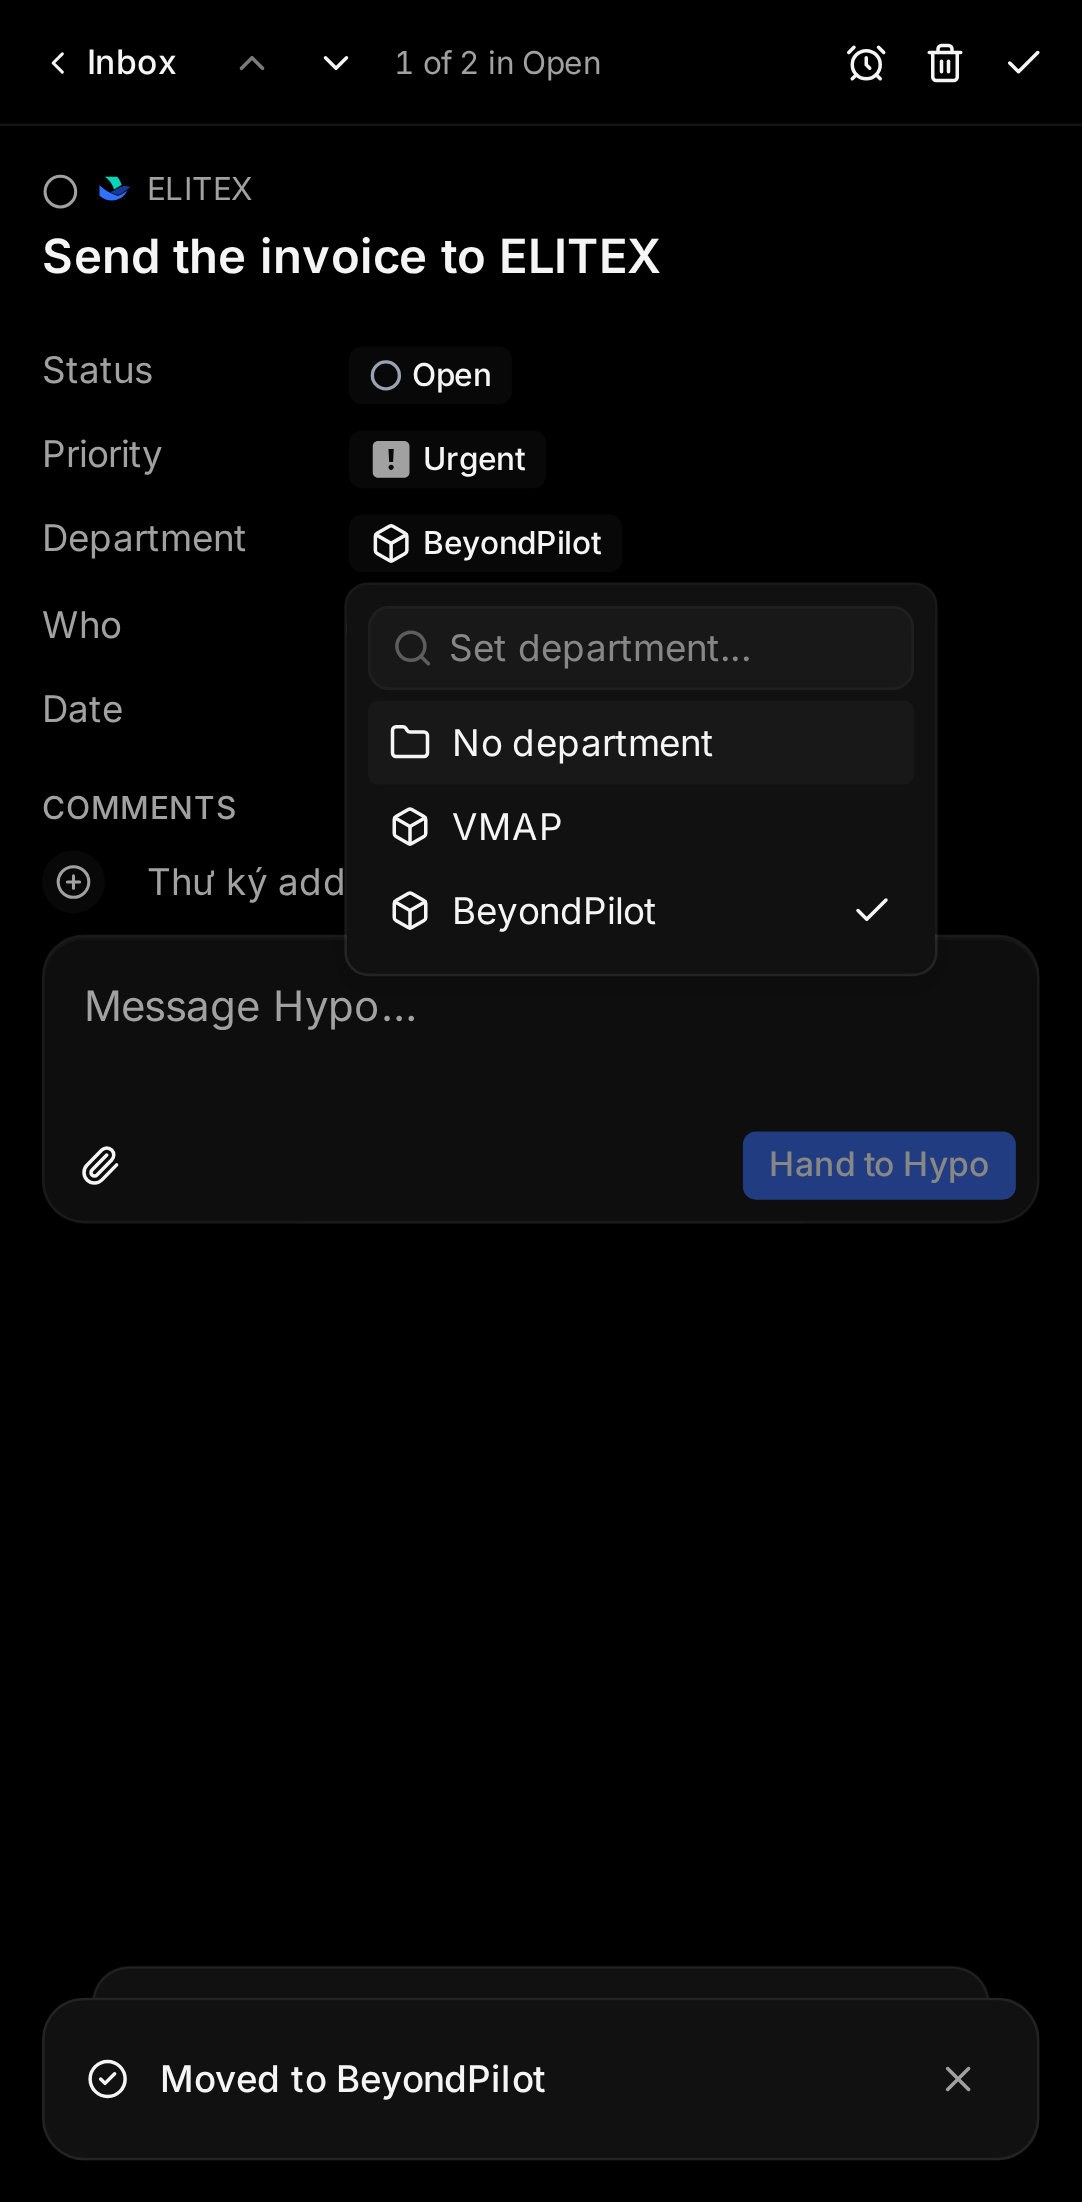 Inbox
1 of 2 in Open
ELITEX
Send the invoice to ELITEX
Status
Open
Priority
! Urgent
Department
BeyondPilot
Who
Date
Set department...
No department
VMAP
BeyondPilot
COMMENTS
Thư ký add
Message Hypo...
Hand to Hypo
Moved to BeyondPilot